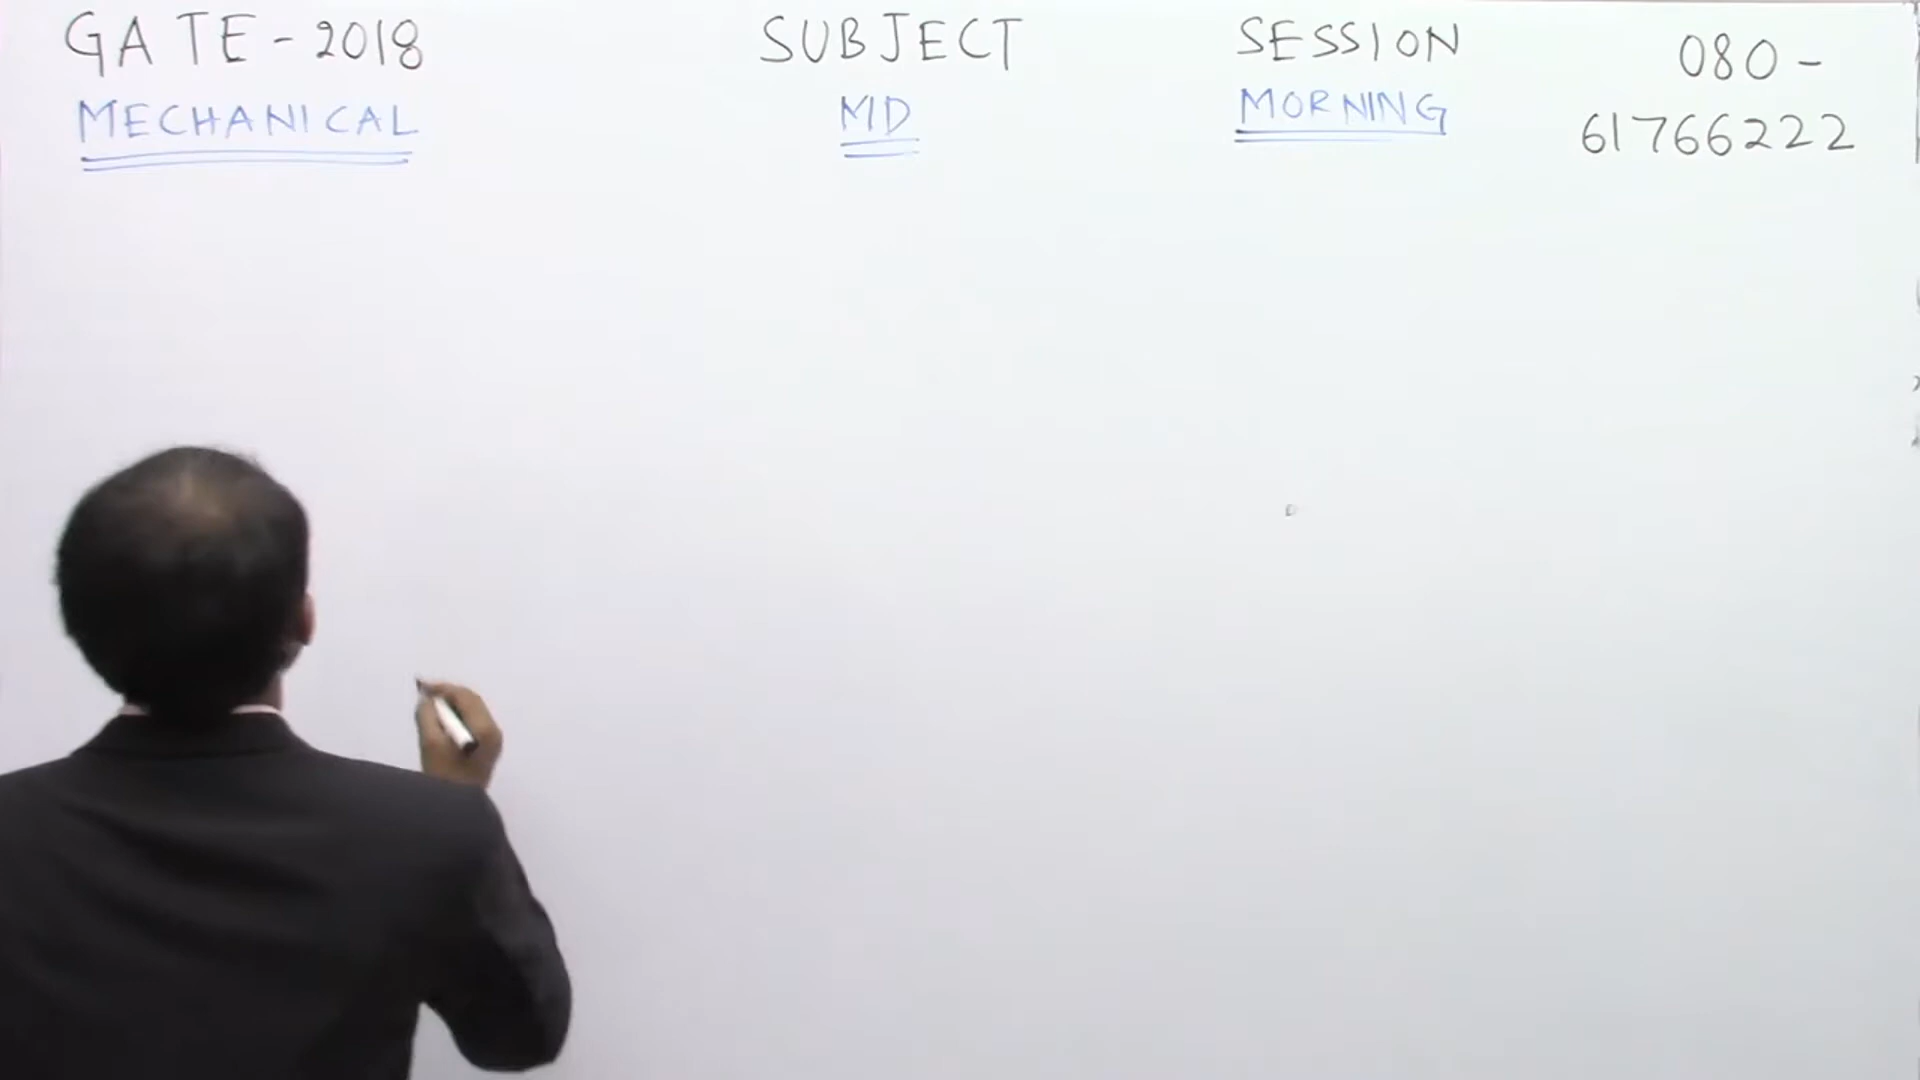 GATE-2018 SUBJECT SESSION 080-
MECHANICAL MD MORNING 61766222